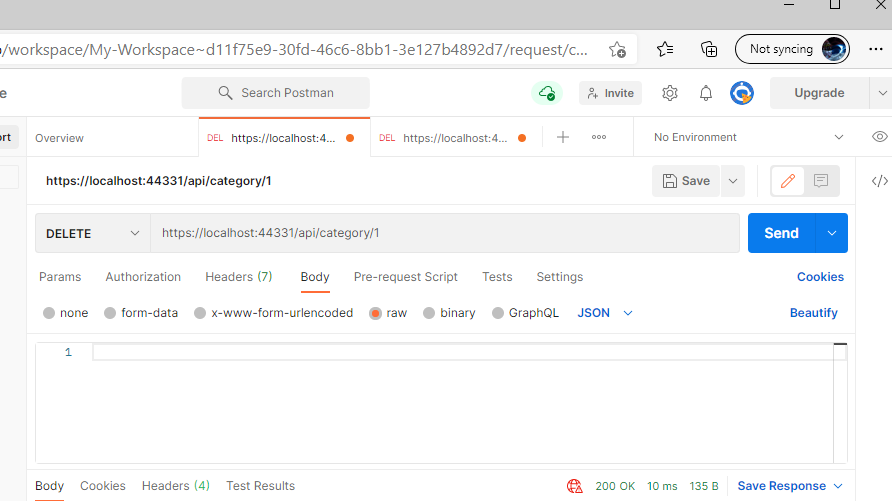 o/workspace/My-Workspace~d11f75e9-30fd-46c6-8bb1-3e127b4892d7/request/c... Not syncing
e Search Postman Invite Upgrade
ort Overview DEL https://localhost:4... DEL https://localhost:4... No Environment
https://localhost:44331/api/category/1 Save
DELETE https://localhost:44331/api/category/1 Send
Params Authorization Headers (7) Body Pre-request Script Tests Settings Cookies
none form-data x-www-form-urlencoded raw binary GraphQL JSON Beautify
1
Body Cookies Headers (4) Test Results 200 OK 10 ms 135 B Save Response